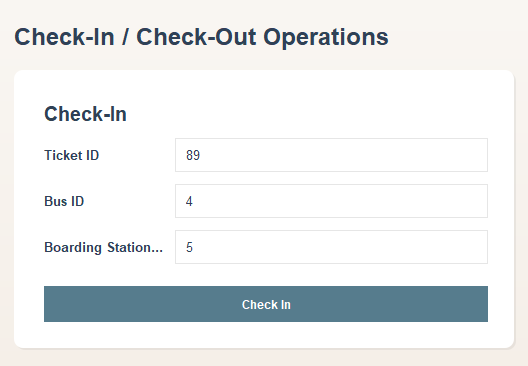 Check-In / Check-Out Operations
Check-In
Ticket ID 89
Bus ID 4
Boarding Station... 5
Check In